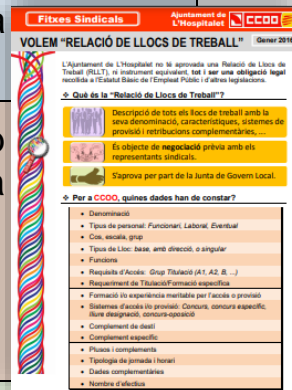 Fitxes Sindicals
Ajuntament de
L'Hospitalet
CCOO
VOLEM “RELACIÓ DE LLOCS DE TREBALL”
Gener 2016
L'Ajuntament de L'Hospitalet no té aprovada una Relació de Llocs de
Treball (RLLT), ni instrument equivalent, tot i ser una obligació legal
recollida a l'Estatut Bàsic de l'Empleat Públic i d'altres legislacions.
Què és la “Relació de Llocs de Treball”?
Descripció de tots els llocs de treball amb la
seva denominació, característiques, sistemes de
provisió i retribucions complementàries, ...
És objecte de negociació prèvia amb els
representants sindicals.
S'aprova per part de la Junta de Govern Local.
Per a CCOO, quines dades han de constar?
• Denominació
• Tipus de personal: Funcionari, Laboral, Eventual
• Cos, escala, grup
• Tipus de Lloc: base, amb direcció, o singular
• Funcions
• Requisits d'Accés: Grup Titulació (A1, A2, B, ...)
• Requeriment de Titulació/Formació específica
• Formació i/o experiència meritable per l'accés o provisió
• Sistemes d'accés i/o provisió: Concurs, concurs específic,
lliure designació, concurs-oposició
• Complement de destí
• Complement específic
• Plusos i complements
• Tipologia de jornada i horari
• Dades complementàries
• Nombre d'efectius